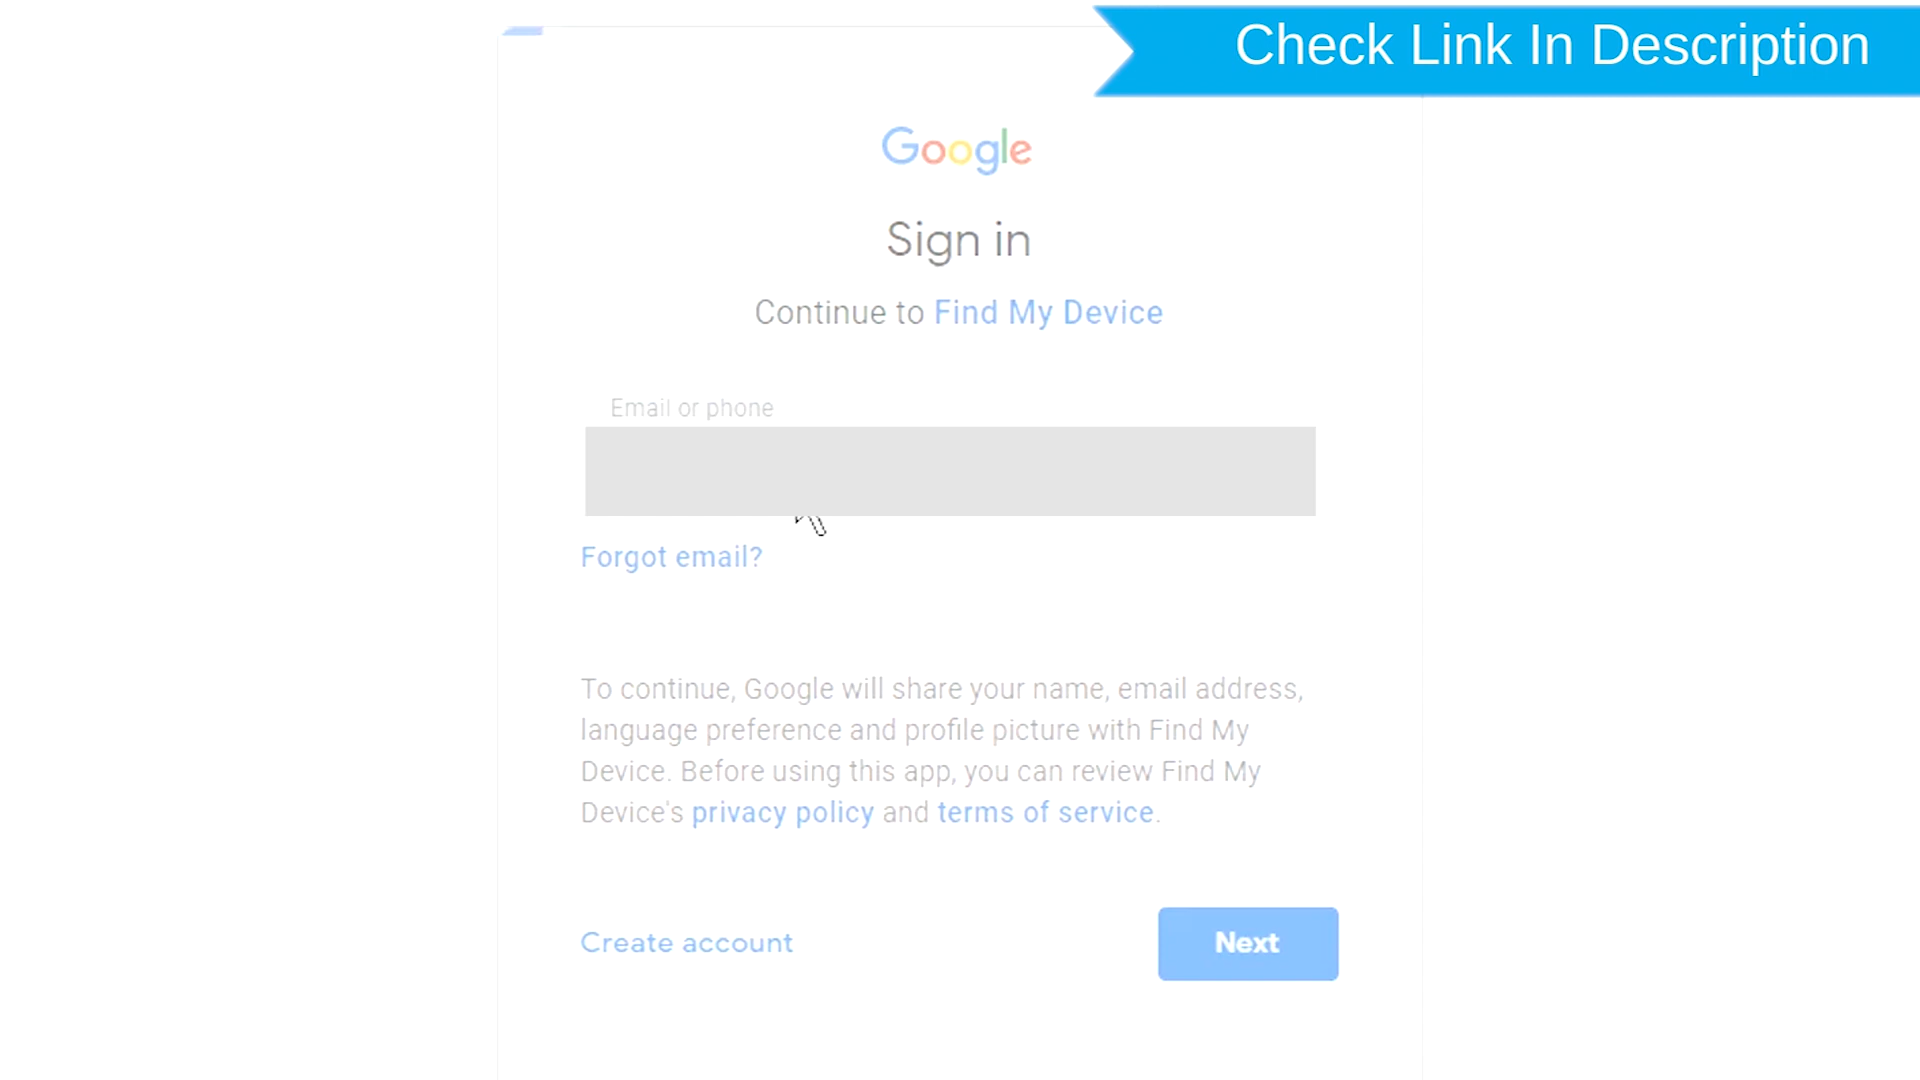 Check Link In Description
Google
Sign in
Continue to Find My Device
Email or phone
Forgot email?
To continue, Google will share your name, email address,
language preference and profile picture with Find My
Device. Before using this app, you can review Find My
Device's privacy policy and terms of service.
Create account
Next